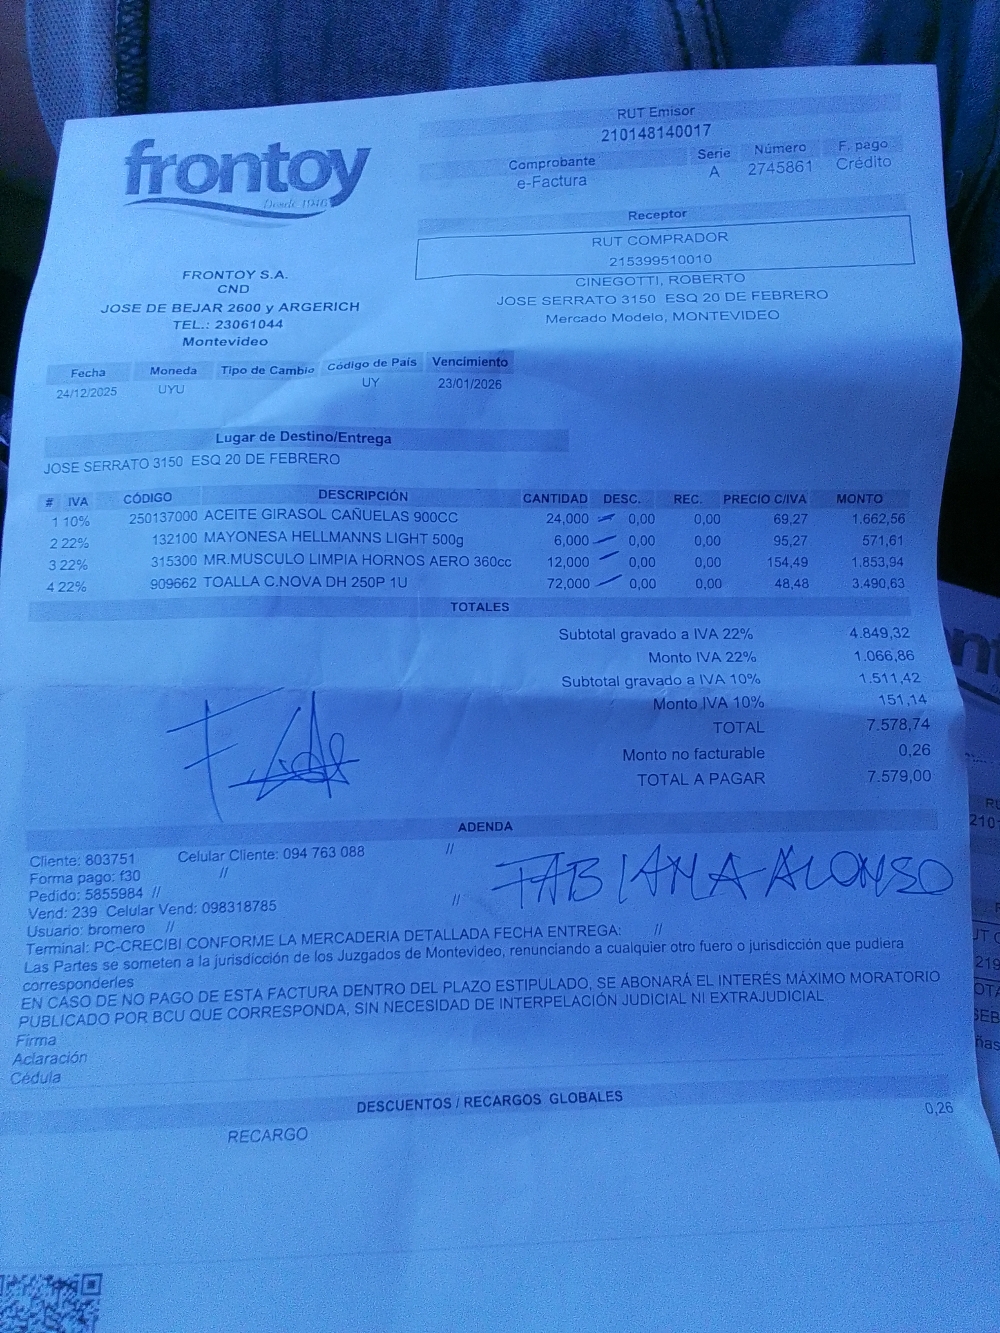 frontoy
Desde 1946
RUT Emisor
210148140017
Comprobante Serie Número F. pago
e-Factura A 2745861 Crédito
Receptor
RUT COMPRADOR
215399510010
CINEGOTTI, ROBERTO
JOSE SERRATO 3150 ESQ 20 DE FEBRERO
Mercado Modelo, MONTEVIDEO
FRONTOY S.A.
CND
JOSE DE BEJAR 2600 y ARGERICH
TEL.: 23061044
Montevideo
Fecha Moneda Tipo de Cambio Código de País Vencimiento
24/12/2025 UYU UY 23/01/2026
Lugar de Destino/Entrega
JOSE SERRATO 3150 ESQ 20 DE FEBRERO
# IVA CÓDIGO DESCRIPCIÓN CANTIDAD DESC. REC. PRECIO C/IVA MONTO
1 10% 250137000 ACEITE GIRASOL CAÑUELAS 900CC 24,000 0,00 0,00 69,27 1.662,56
2 22% 132100 MAYONESA HELLMANNS LIGHT 500g 6,000 0,00 0,00 95,27 571,61
3 22% 315300 MR.MUSCULO LIMPIA HORNOS AERO 360cc 12,000 0,00 0,00 154,49 1.853,94
4 22% 909662 TOALLA C.NOVA DH 250P 1U 72,000 0,00 0,00 48,48 3.490,63
TOTALES
Subtotal gravado a IVA 22% 4.849,32
Monto IVA 22% 1.066,86
Subtotal gravado a IVA 10% 1.511,42
Monto IVA 10% 151,14
TOTAL 7.578,74
Monto no facturable 0,26
TOTAL A PAGAR 7.579,00
ADENDA
Cliente: 803751 Celular Cliente: 094 763 088 //
Forma pago: f30 //
Pedido: 5855984 //
Vend: 239 Celular Vend: 098318785 //
FABIANA ALONSO
Usuario: bromero //
Terminal: PC-CRECIBI CONFORME LA MERCADERIA DETALLADA FECHA ENTREGA: //
Las Partes se someten a la jurisdicción de los Juzgados de Montevideo, renunciando a cualquier otro fuero o jurisdicción que pudiera
corresponderles
EN CASO DE NO PAGO DE ESTA FACTURA DENTRO DEL PLAZO ESTIPULADO, SE ABONARÁ EL INTERÉS MÁXIMO MORATORIO
PUBLICADO POR BCU QUE CORRESPONDA, SIN NECESIDAD DE INTERPELACIÓN JUDICIAL NI EXTRAJUDICIAL
Firma
Aclaración
Cédula
DESCUENTOS / RECARGOS GLOBALES
RECARGO 0,26